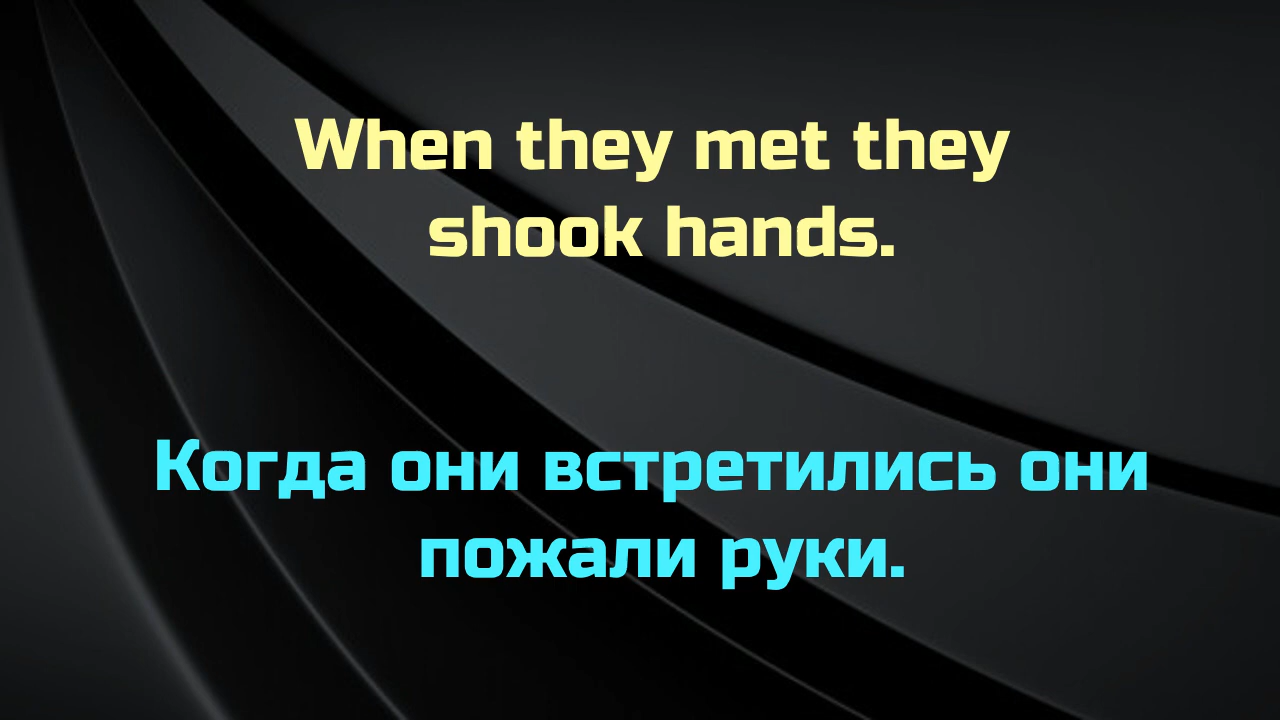 When they met they
shook hands.
Когда они встретились они
пожали руки.